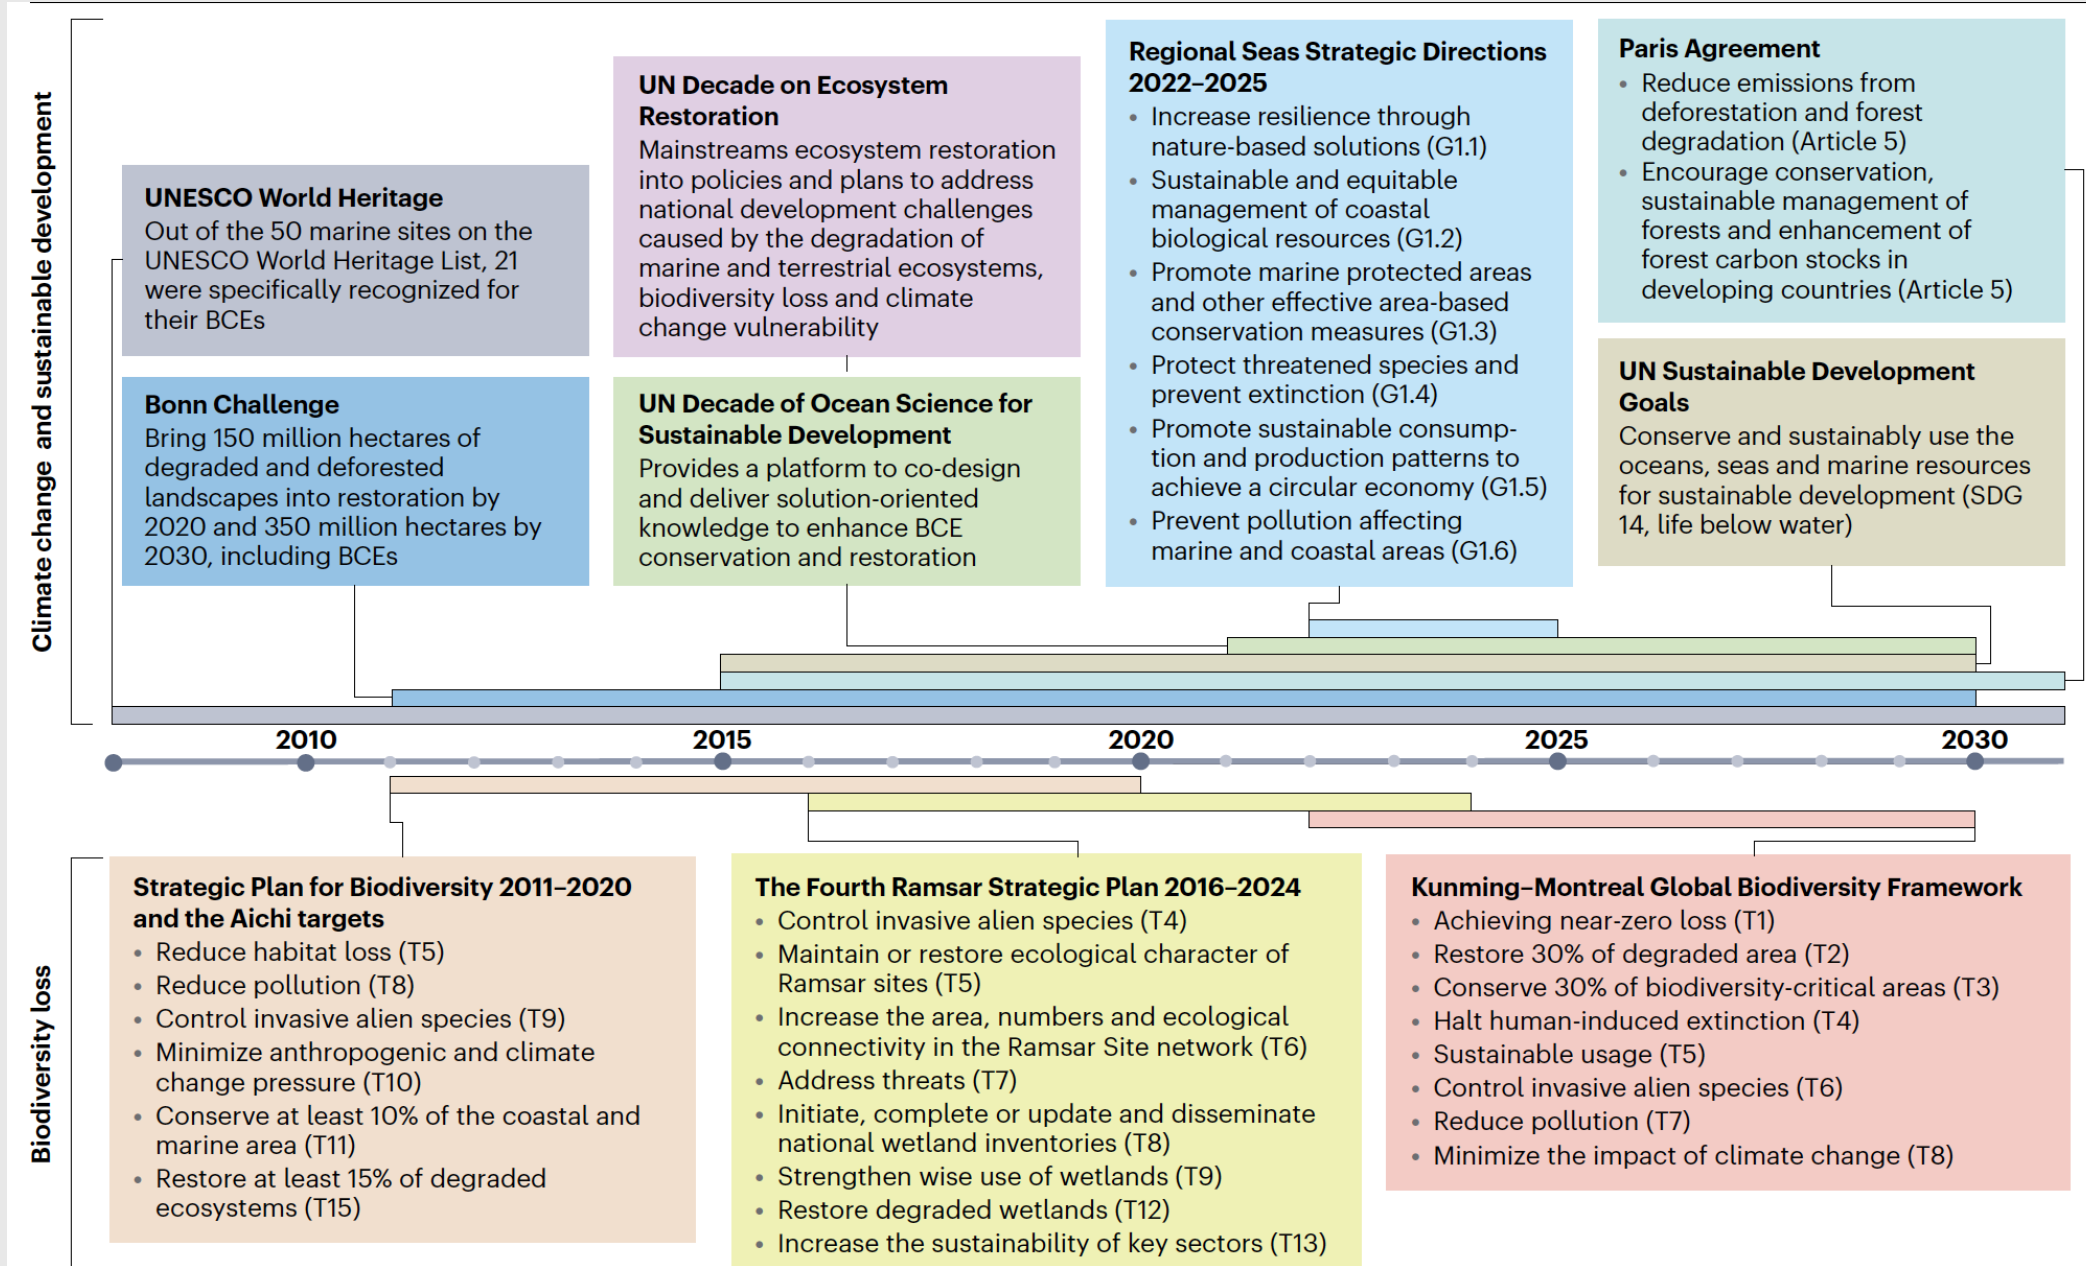 Climate change and sustainable development
UNESCO World Heritage
Out of the 50 marine sites on the
UNESCO World Heritage List, 21
were specifically recognized for
their BCEs
Bonn Challenge
Bring 150 million hectares of
degraded and deforested
landscapes into restoration by
2020 and 350 million hectares by
2030, including BCEs
UN Decade on Ecosystem
Restoration
Mainstreams ecosystem restoration
into policies and plans to address
national development challenges
caused by the degradation of
marine and terrestrial ecosystems,
biodiversity loss and climate
change vulnerability
UN Decade of Ocean Science for
Sustainable Development
Provides a platform to co-design
and deliver solution-oriented
knowledge to enhance BCE
conservation and restoration
Regional Seas Strategic Directions
2022–2025
• Increase resilience through
nature-based solutions (G1.1)
• Sustainable and equitable
management of coastal
biological resources (G1.2)
• Promote marine protected areas
and other effective area-based
conservation measures (G1.3)
• Protect threatened species and
prevent extinction (G1.4)
• Promote sustainable consump-
tion and production patterns to
achieve a circular economy (G1.5)
• Prevent pollution affecting
marine and coastal areas (G1.6)
Paris Agreement
• Reduce emissions from
deforestation and forest
degradation (Article 5)
• Encourage conservation,
sustainable management of
forests and enhancement of
forest carbon stocks in
developing countries (Article 5)
UN Sustainable Development
Goals
Conserve and sustainably use the
oceans, seas and marine resources
for sustainable development (SDG
14, life below water)
2010 2015 2020 2025 2030
Biodiversity loss
Strategic Plan for Biodiversity 2011–2020
and the Aichi targets
• Reduce habitat loss (T5)
• Reduce pollution (T8)
• Control invasive alien species (T9)
• Minimize anthropogenic and climate
change pressure (T10)
• Conserve at least 10% of the coastal and
marine area (T11)
• Restore at least 15% of degraded
ecosystems (T15)
The Fourth Ramsar Strategic Plan 2016–2024
• Control invasive alien species (T4)
• Maintain or restore ecological character of
Ramsar sites (T5)
• Increase the area, numbers and ecological
connectivity in the Ramsar Site network (T6)
• Address threats (T7)
• Initiate, complete or update and disseminate
national wetland inventories (T8)
• Strengthen wise use of wetlands (T9)
• Restore degraded wetlands (T12)
• Increase the sustainability of key sectors (T13)
Kunming–Montreal Global Biodiversity Framework
• Achieving near-zero loss (T1)
• Restore 30% of degraded area (T2)
• Conserve 30% of biodiversity-critical areas (T3)
• Halt human-induced extinction (T4)
• Sustainable usage (T5)
• Control invasive alien species (T6)
• Reduce pollution (T7)
• Minimize the impact of climate change (T8)